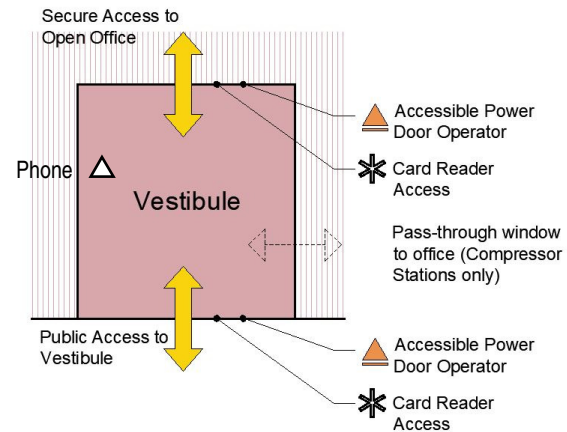 Secure Access to
Open Office
Accessible Power
Door Operator
Phone
Card Reader
Access
Vestibule
Pass-through window
to office (Compressor
Stations only)
Public Access to
Vestibule
Accessible Power
Door Operator
Card Reader
Access